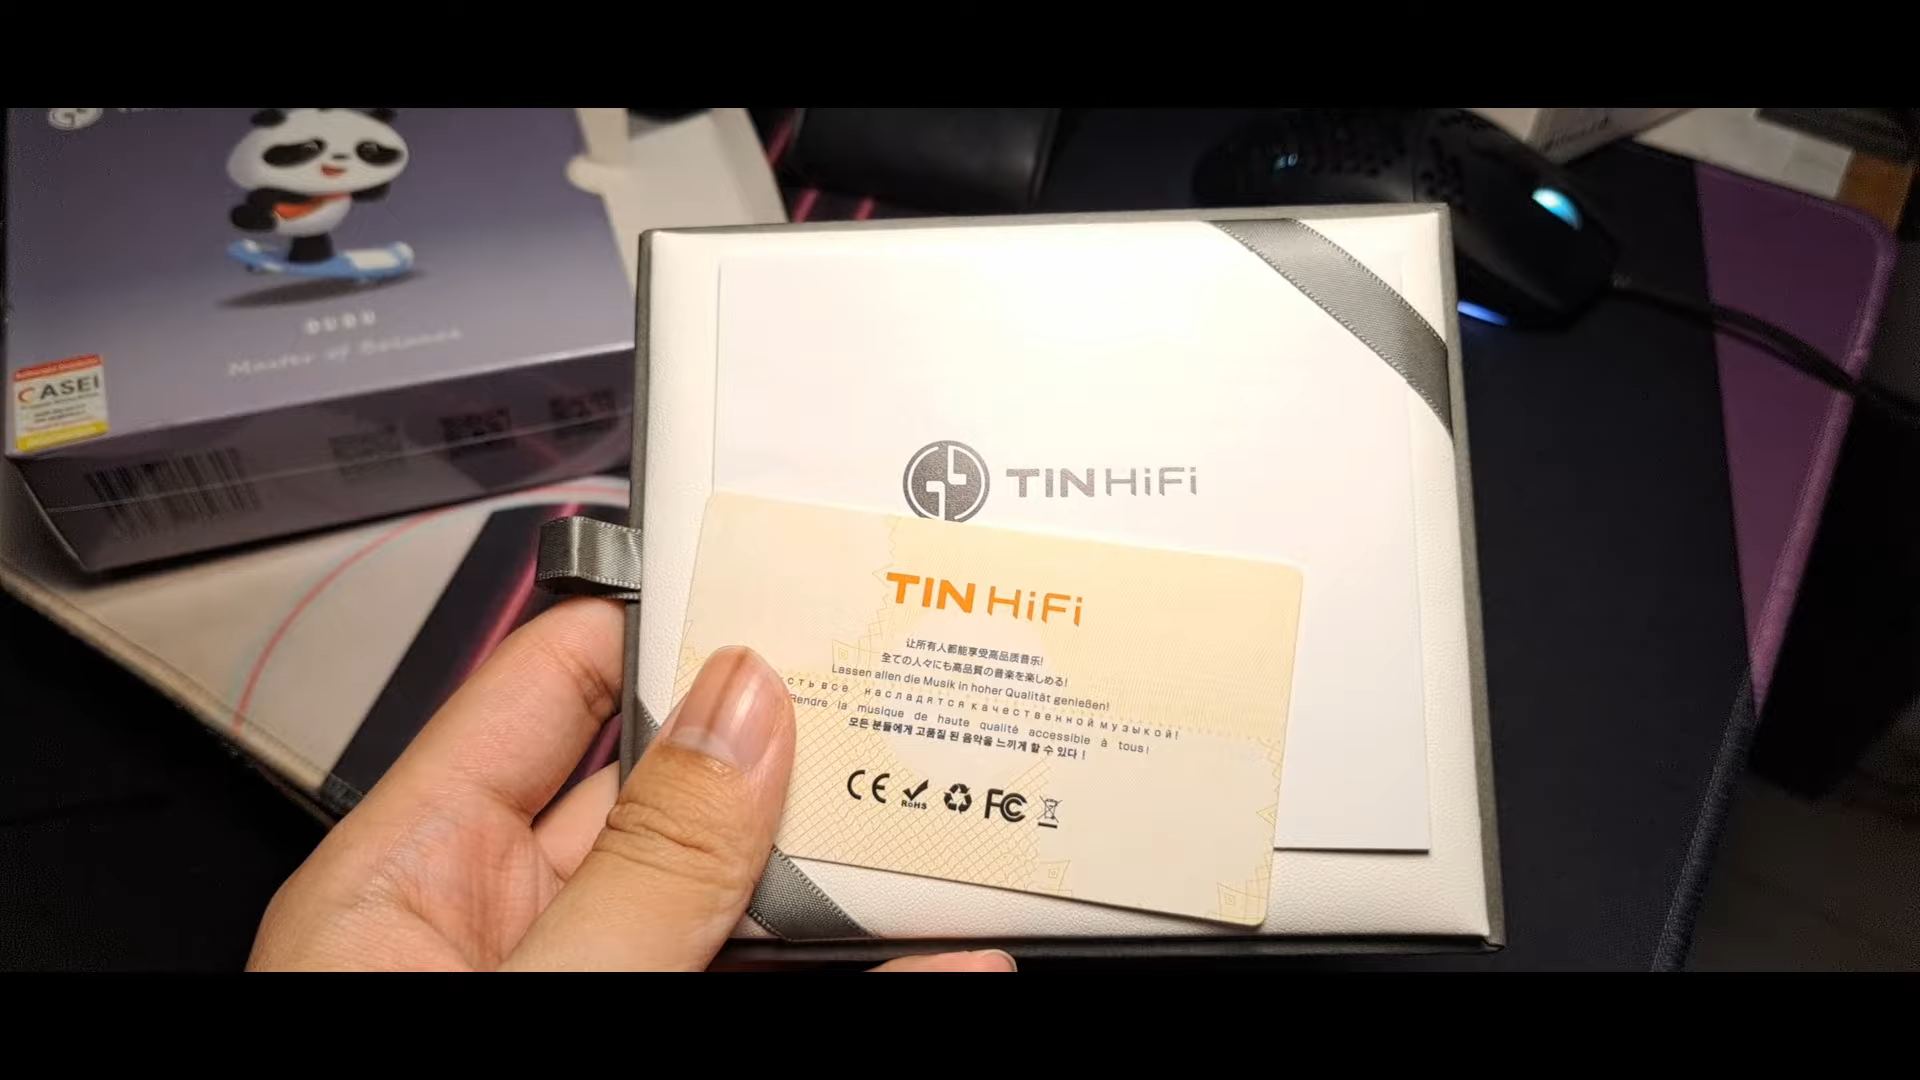 DUDU
Master of Balance
CASEI
TINHiFi
TIN HiFi
让所有人都能享受高品质音乐!
全ての人々にも高品質の音楽を楽しめる!
Lassen allen die Musik in hoher Qualität genießen!
все насладятся качественной музыкой!
Rendre la musique de haute qualité accessible à tous!
모든 분들에게 고품질 된 음악을 느끼게 할 수 있다!
CE RoHS FC